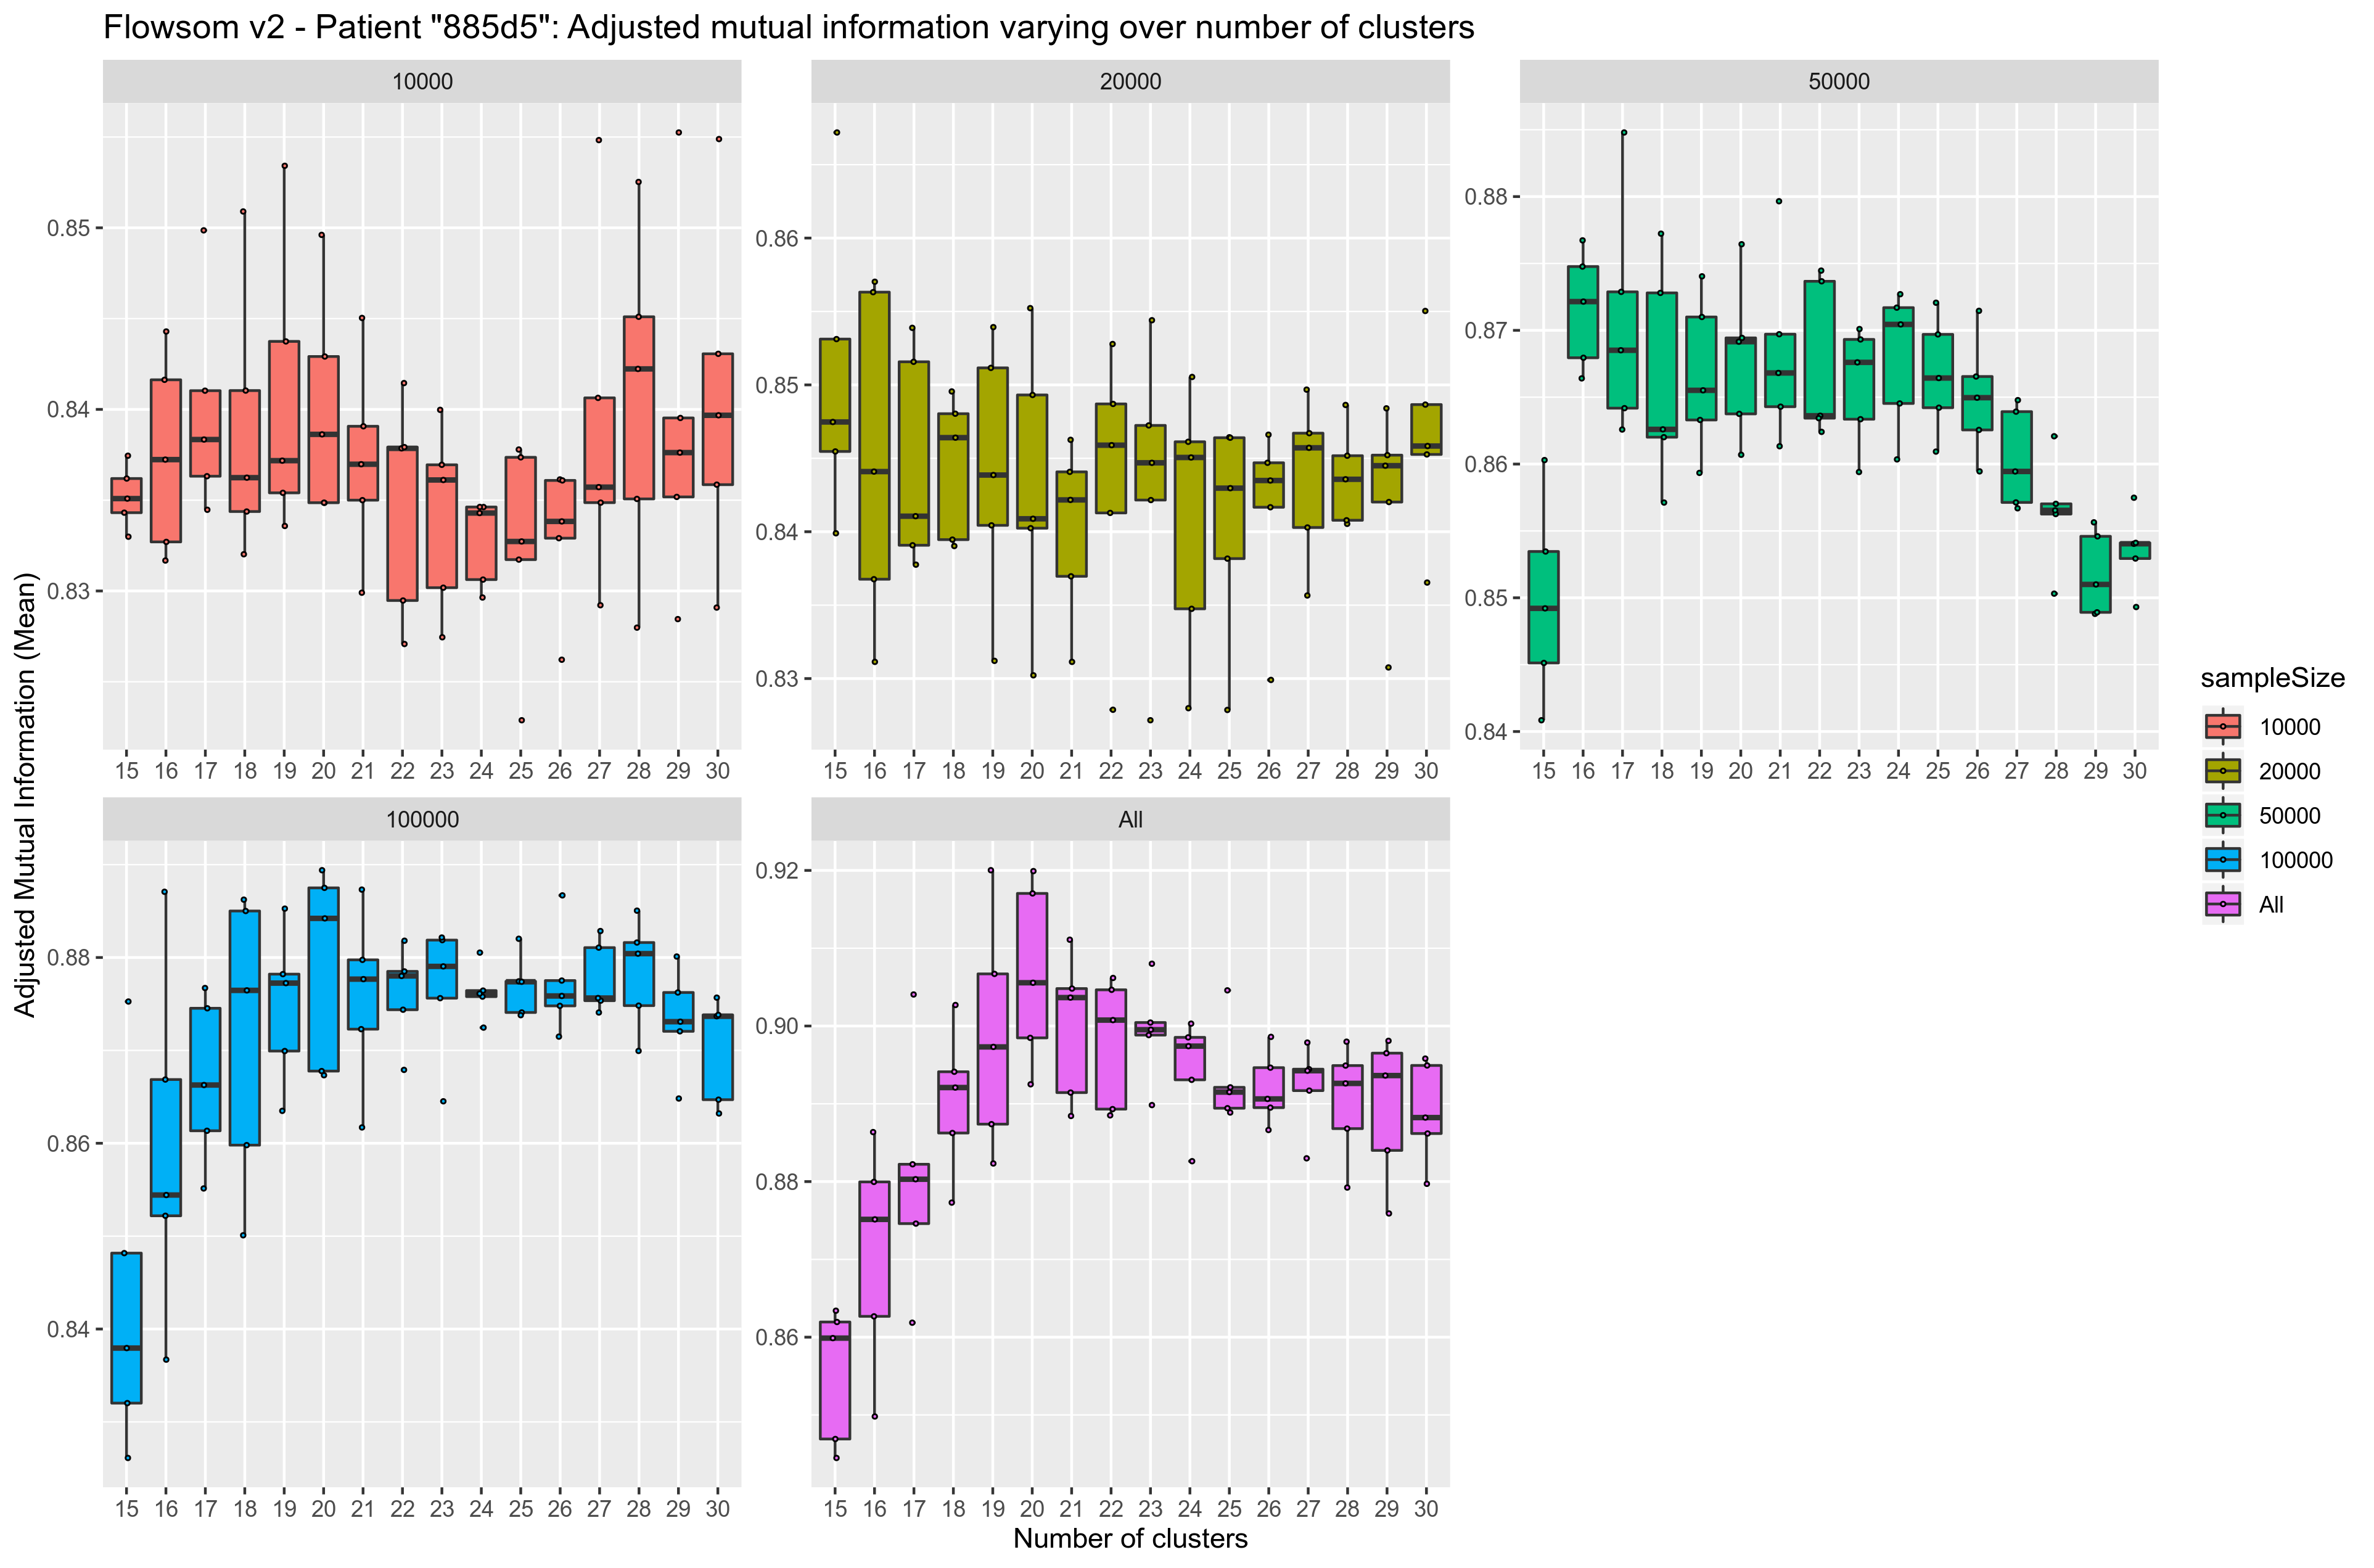 Flowsom v2 - Patient "885d5": Adjusted mutual information varying over number of clusters
10000
20000
50000
0.85
0.84
0.83
0.86
0.85
0.84
0.83
0.88
0.87
0.86
0.85
0.84
15 16 17 18 19 20 21 22 23 24 25 26 27 28 29 30
15 16 17 18 19 20 21 22 23 24 25 26 27 28 29 30
15 16 17 18 19 20 21 22 23 24 25 26 27 28 29 30
100000
All
0.88
0.86
0.84
0.92
0.90
0.88
0.86
15 16 17 18 19 20 21 22 23 24 25 26 27 28 29 30
15 16 17 18 19 20 21 22 23 24 25 26 27 28 29 30
Adjusted Mutual Information (Mean)
Number of clusters
sampleSize
10000
20000
50000
100000
All